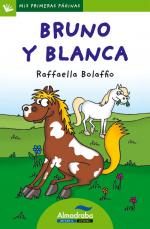 MIS PRIMERAS PÁGINAS
BRUNO
Y BLANCA
Raffaella Bolaffio
Almadraba